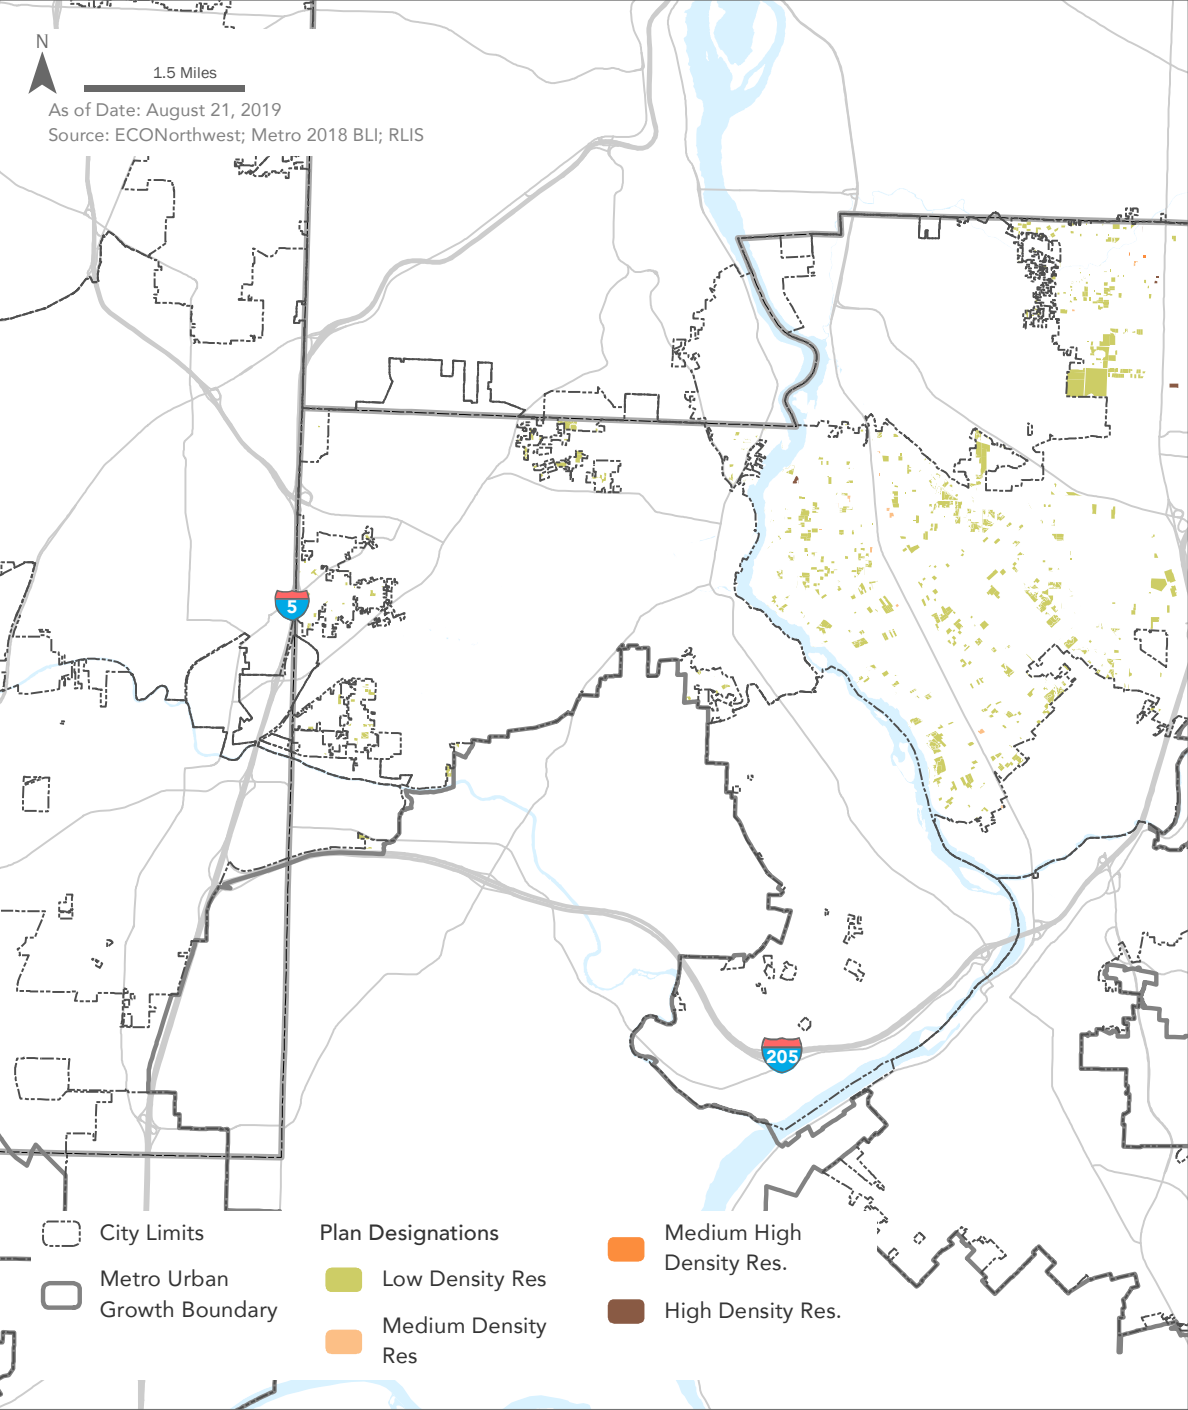 N
1.5 Miles
As of Date: August 21, 2019
Source: ECONorthwest; Metro 2018 BLI; RLIS
5
205
City Limits
Metro Urban
Growth Boundary
Plan Designations
Low Density Res
Medium Density
Res
Medium High
Density Res.
High Density Res.